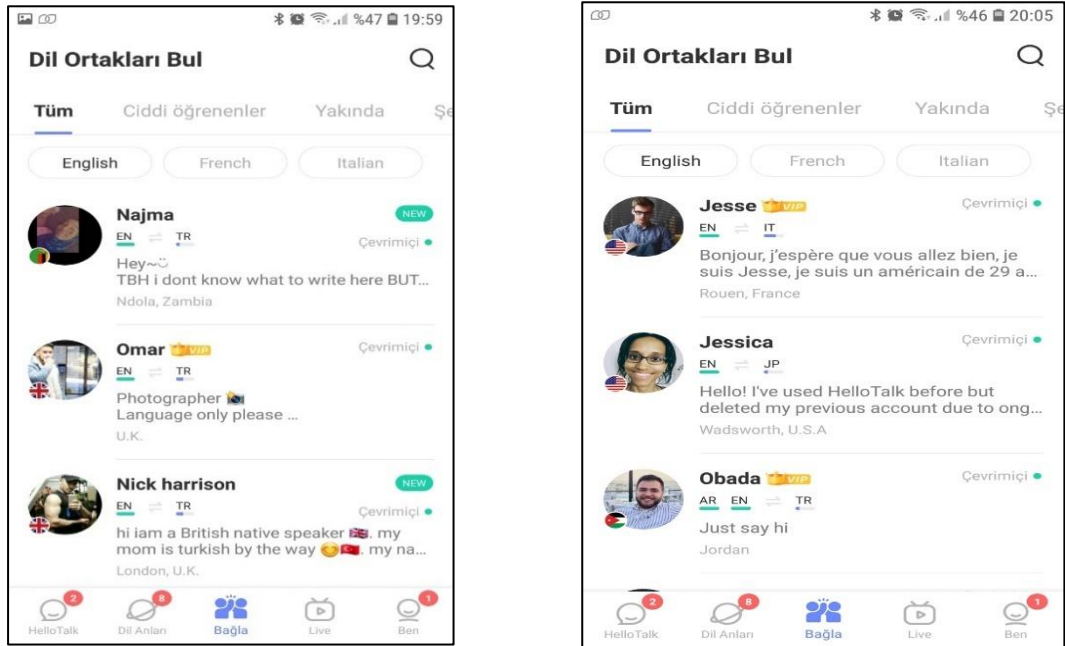 %47 19:59
Dil Ortakları Bul
Tüm Ciddi öğrenenler Yakında Şe
English French Italian
Najma NEW
EN TR Çevrimiçi
Hey~
TBH i dont know what to write here BUT...
Ndola, Zambia
Omar VIP Çevrimiçi
EN TR
Photographer 📸
Language only please ...
U.K.
Nick harrison NEW
EN TR Çevrimiçi
hi iam a British native speaker 🇬🇧. my
mom is turkish by the way 😊🇹🇷. my na...
London, U.K.
2 8 1
HelloTalk Dil Anları Bağla Live Ben
%46 20:05
Dil Ortakları Bul
Tüm Ciddi öğrenenler Yakında Şe
English French Italian
Jesse VIP Çevrimiçi
EN IT
Bonjour, j'espère que vous allez bien, je
suis Jesse, je suis un américain de 29 a...
Rouen, France
Jessica Çevrimiçi
EN JP
Hello! I've used HelloTalk before but
deleted my previous account due to ong...
Wadsworth, U.S.A
Obada VIP Çevrimiçi
AR EN TR
Just say hi
Jordan
2 8 1
HelloTalk Dil Anları Bağla Live Ben